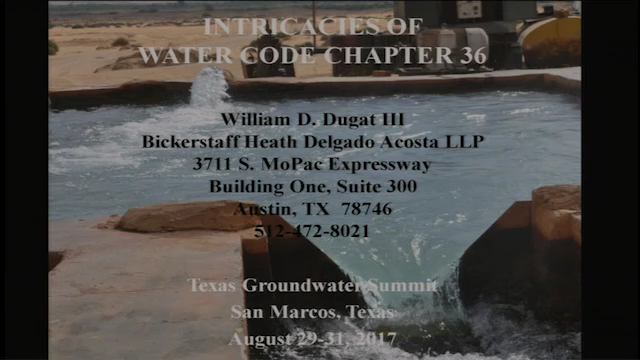 INTRICACIES OF
WATER CODE CHAPTER 36
William D. Dugat III
Bickerstaff Heath Delgado Acosta LLP
3711 S. MoPac Expressway
Building One, Suite 300
Austin, TX 78746
512-472-8021
Texas Groundwater Summit
San Marcos, Texas
August 29-31, 2017